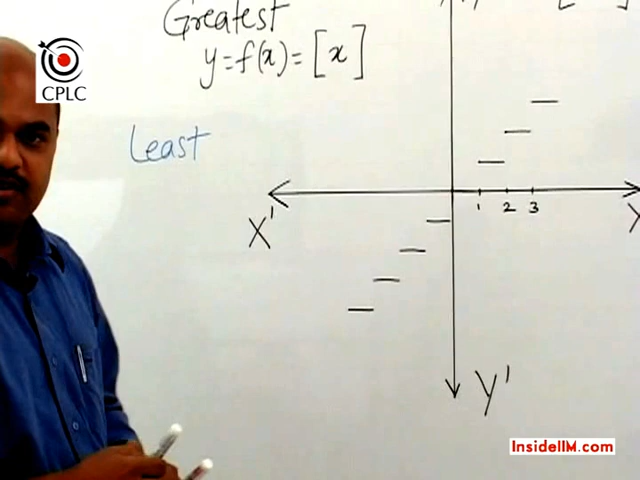 Greatest
y=f(x)=[x]
CPLC
Least
1 2 3
X'
Y'
InsideIIM.com